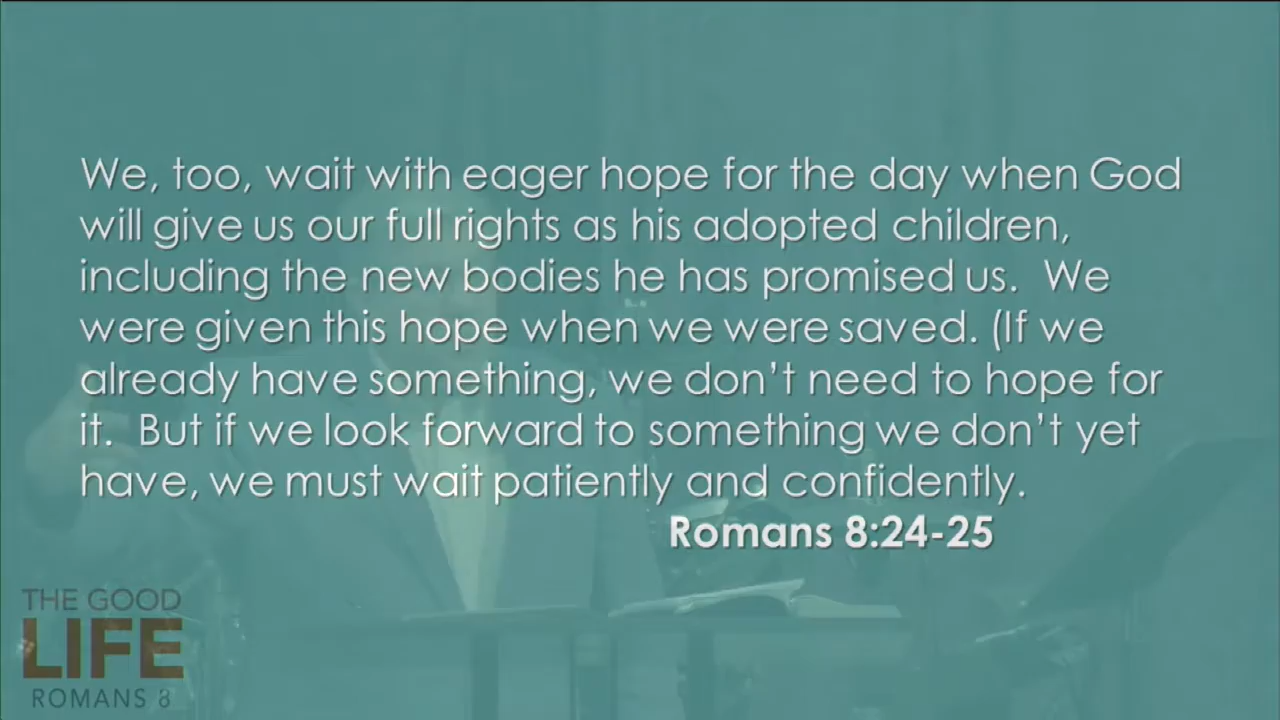 We, too, wait with eager hope for the day when God
will give us our full rights as his adopted children,
including the new bodies he has promised us.  We
were given this hope when we were saved. (If we
already have something, we don’t need to hope for
it.  But if we look forward to something we don’t yet
have, we must wait patiently and confidently.
Romans 8:24-25
THE GOOD
LIFE
ROMANS 8